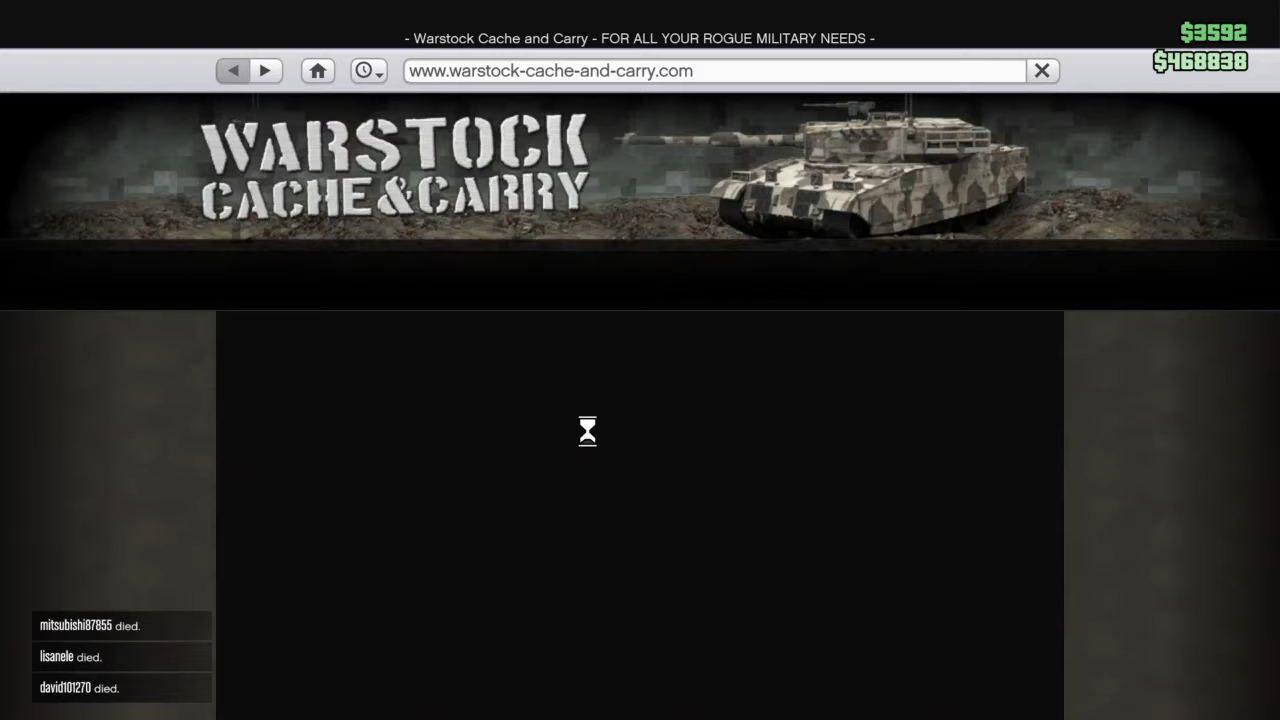 - Warstock Cache and Carry - FOR ALL YOUR ROGUE MILITARY NEEDS -
$3592
$468838
www.warstock-cache-and-carry.com
WARSTOCK
CACHE&CARRY
mitsubishi87855 died.
lisanele died.
david101270 died.